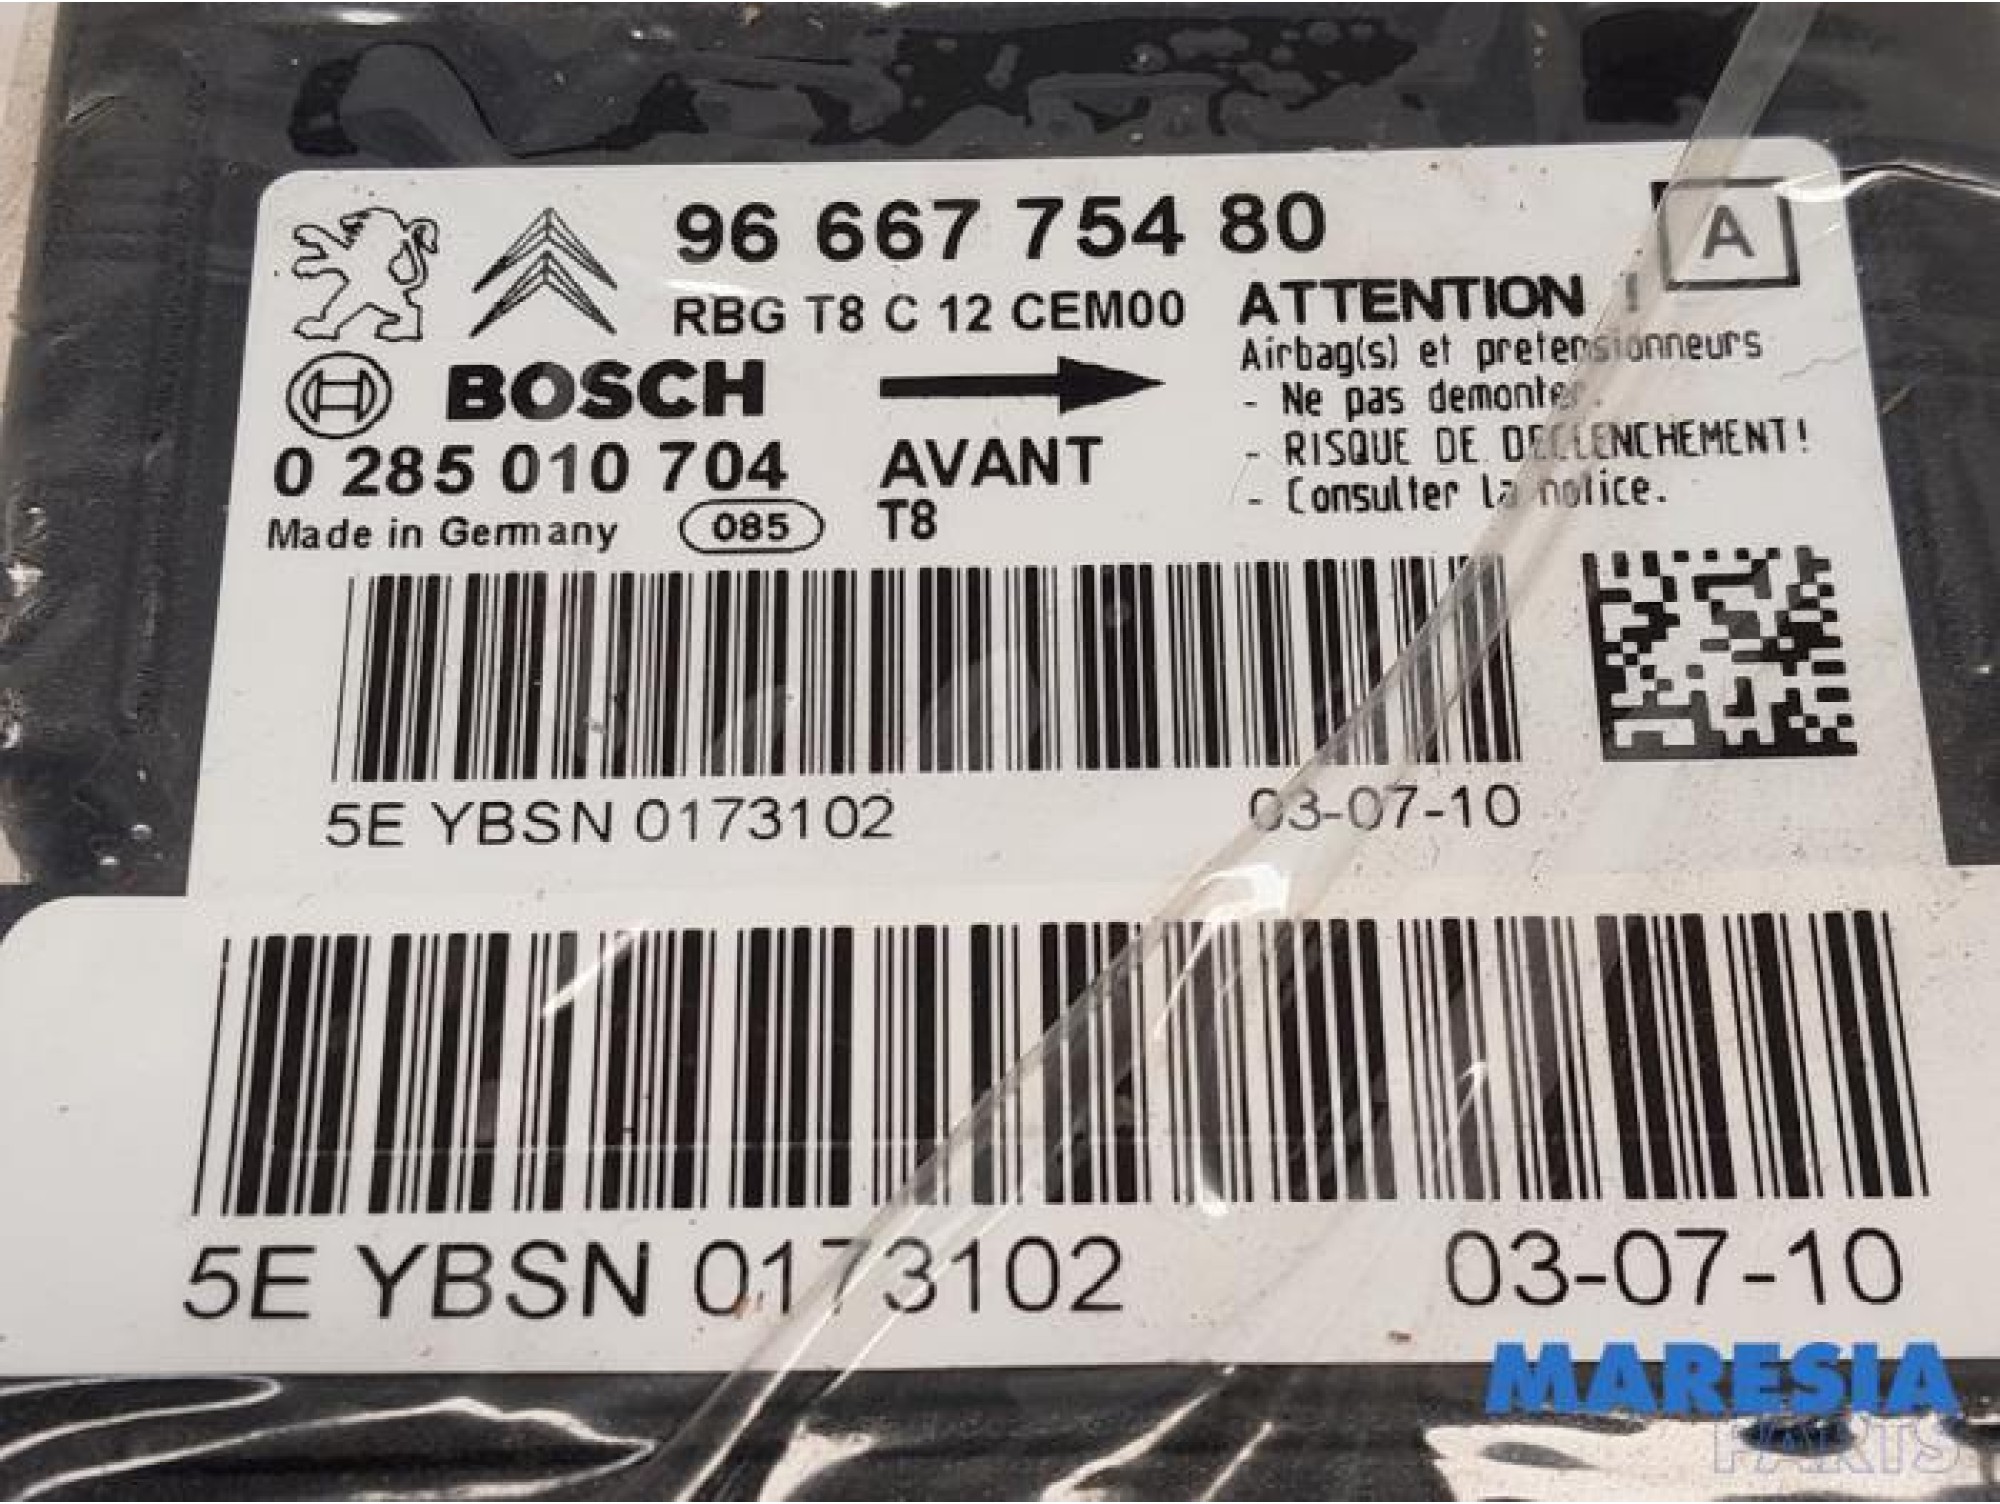 96 667 754 80
A
RBG T8 C 12 CEM00
ATTENTION !
Airbag(s) et pretensionneurs
- Ne pas demonter.
- RISQUE DE DECLENCHEMENT!
- Consulter la notice.
BOSCH
0 285 010 704
AVANT
Made in Germany
085
T8
5E YBSN 0173102
03-07-10
5E YBSN 0173102
03-07-10
MARESIA
PARTS